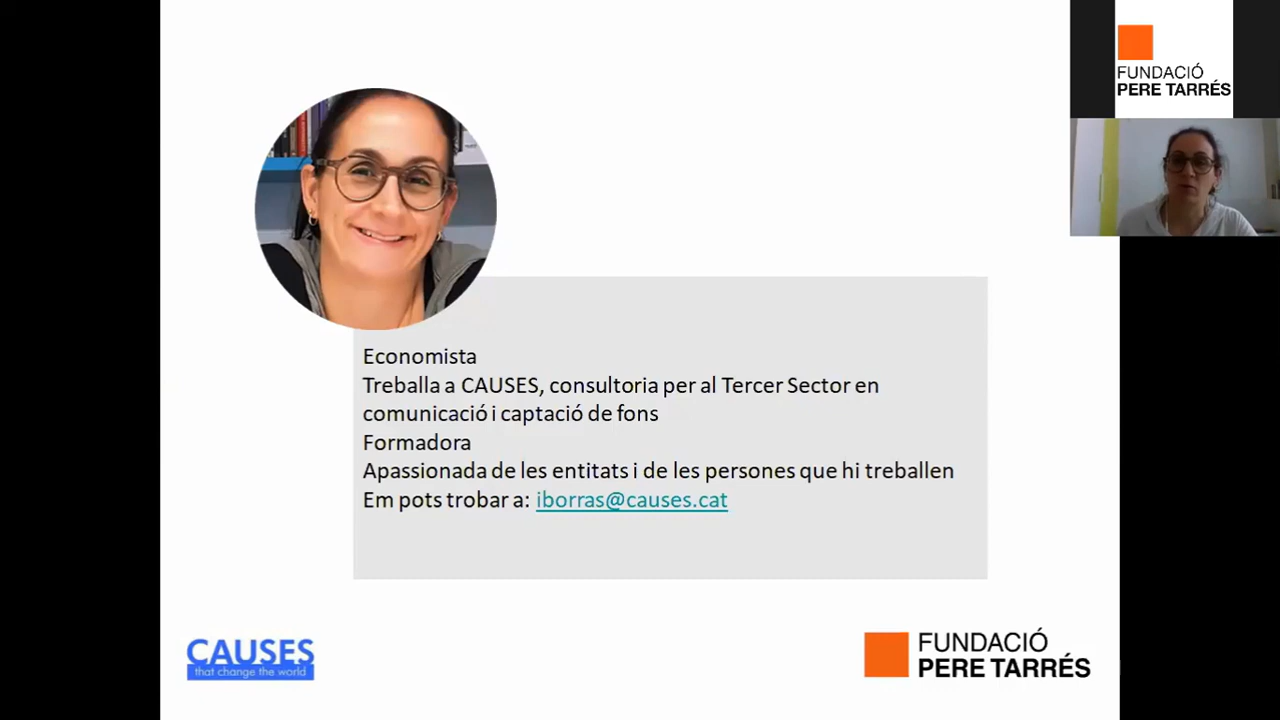 FUNDACIÓ
PERE TARRÉS
Economista
Treballa a CAUSES, consultoria per al Tercer Sector en
comunicació i captació de fons
Formadora
Apassionada de les entitats i de les persones que hi treballen
Em pots trobar a: iborras@causes.cat
CAUSES
that change the world
FUNDACIÓ
PERE TARRÉS